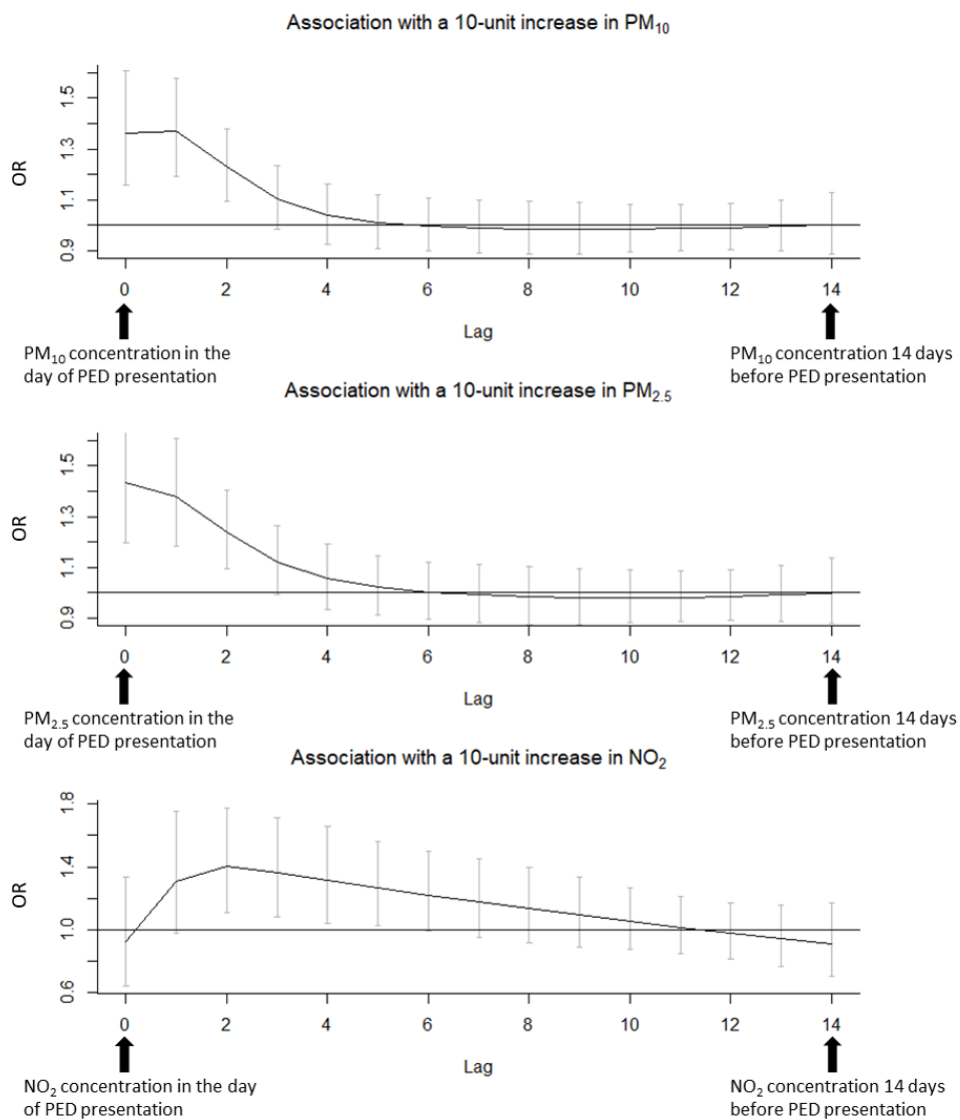 Association with a 10-unit increase in PM₁₀
OR
1.5
1.3
1.1
0.9
0 2 4 6 8 10 12 14
Lag
PM₁₀ concentration in the
day of PED presentation
PM₁₀ concentration 14 days
before PED presentation
Association with a 10-unit increase in PM₂.₅
OR
1.5
1.3
1.1
0.9
0 2 4 6 8 10 12 14
Lag
PM₂.₅ concentration in the
day of PED presentation
PM₂.₅ concentration 14 days
before PED presentation
Association with a 10-unit increase in NO₂
OR
1.8
1.4
1.0
0.6
0 2 4 6 8 10 12 14
Lag
NO₂ concentration in the day
of PED presentation
NO₂ concentration 14 days
before PED presentation